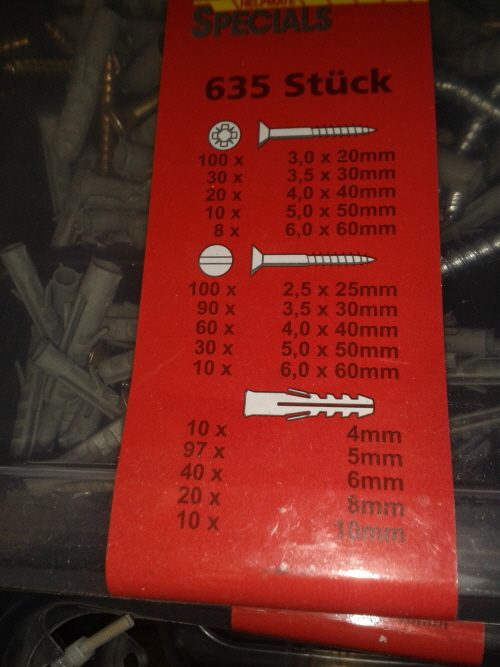 HELPMATE
SPECIALS
635 Stück
100 x 3,0 x 20mm
30 x 3,5 x 30mm
20 x 4,0 x 40mm
10 x 5,0 x 50mm
8 x 6,0 x 60mm
100 x 2,5 x 25mm
90 x 3,5 x 30mm
60 x 4,0 x 40mm
30 x 5,0 x 50mm
10 x 6,0 x 60mm
10 x 4mm
97 x 5mm
40 x 6mm
20 x 8mm
10 x 10mm